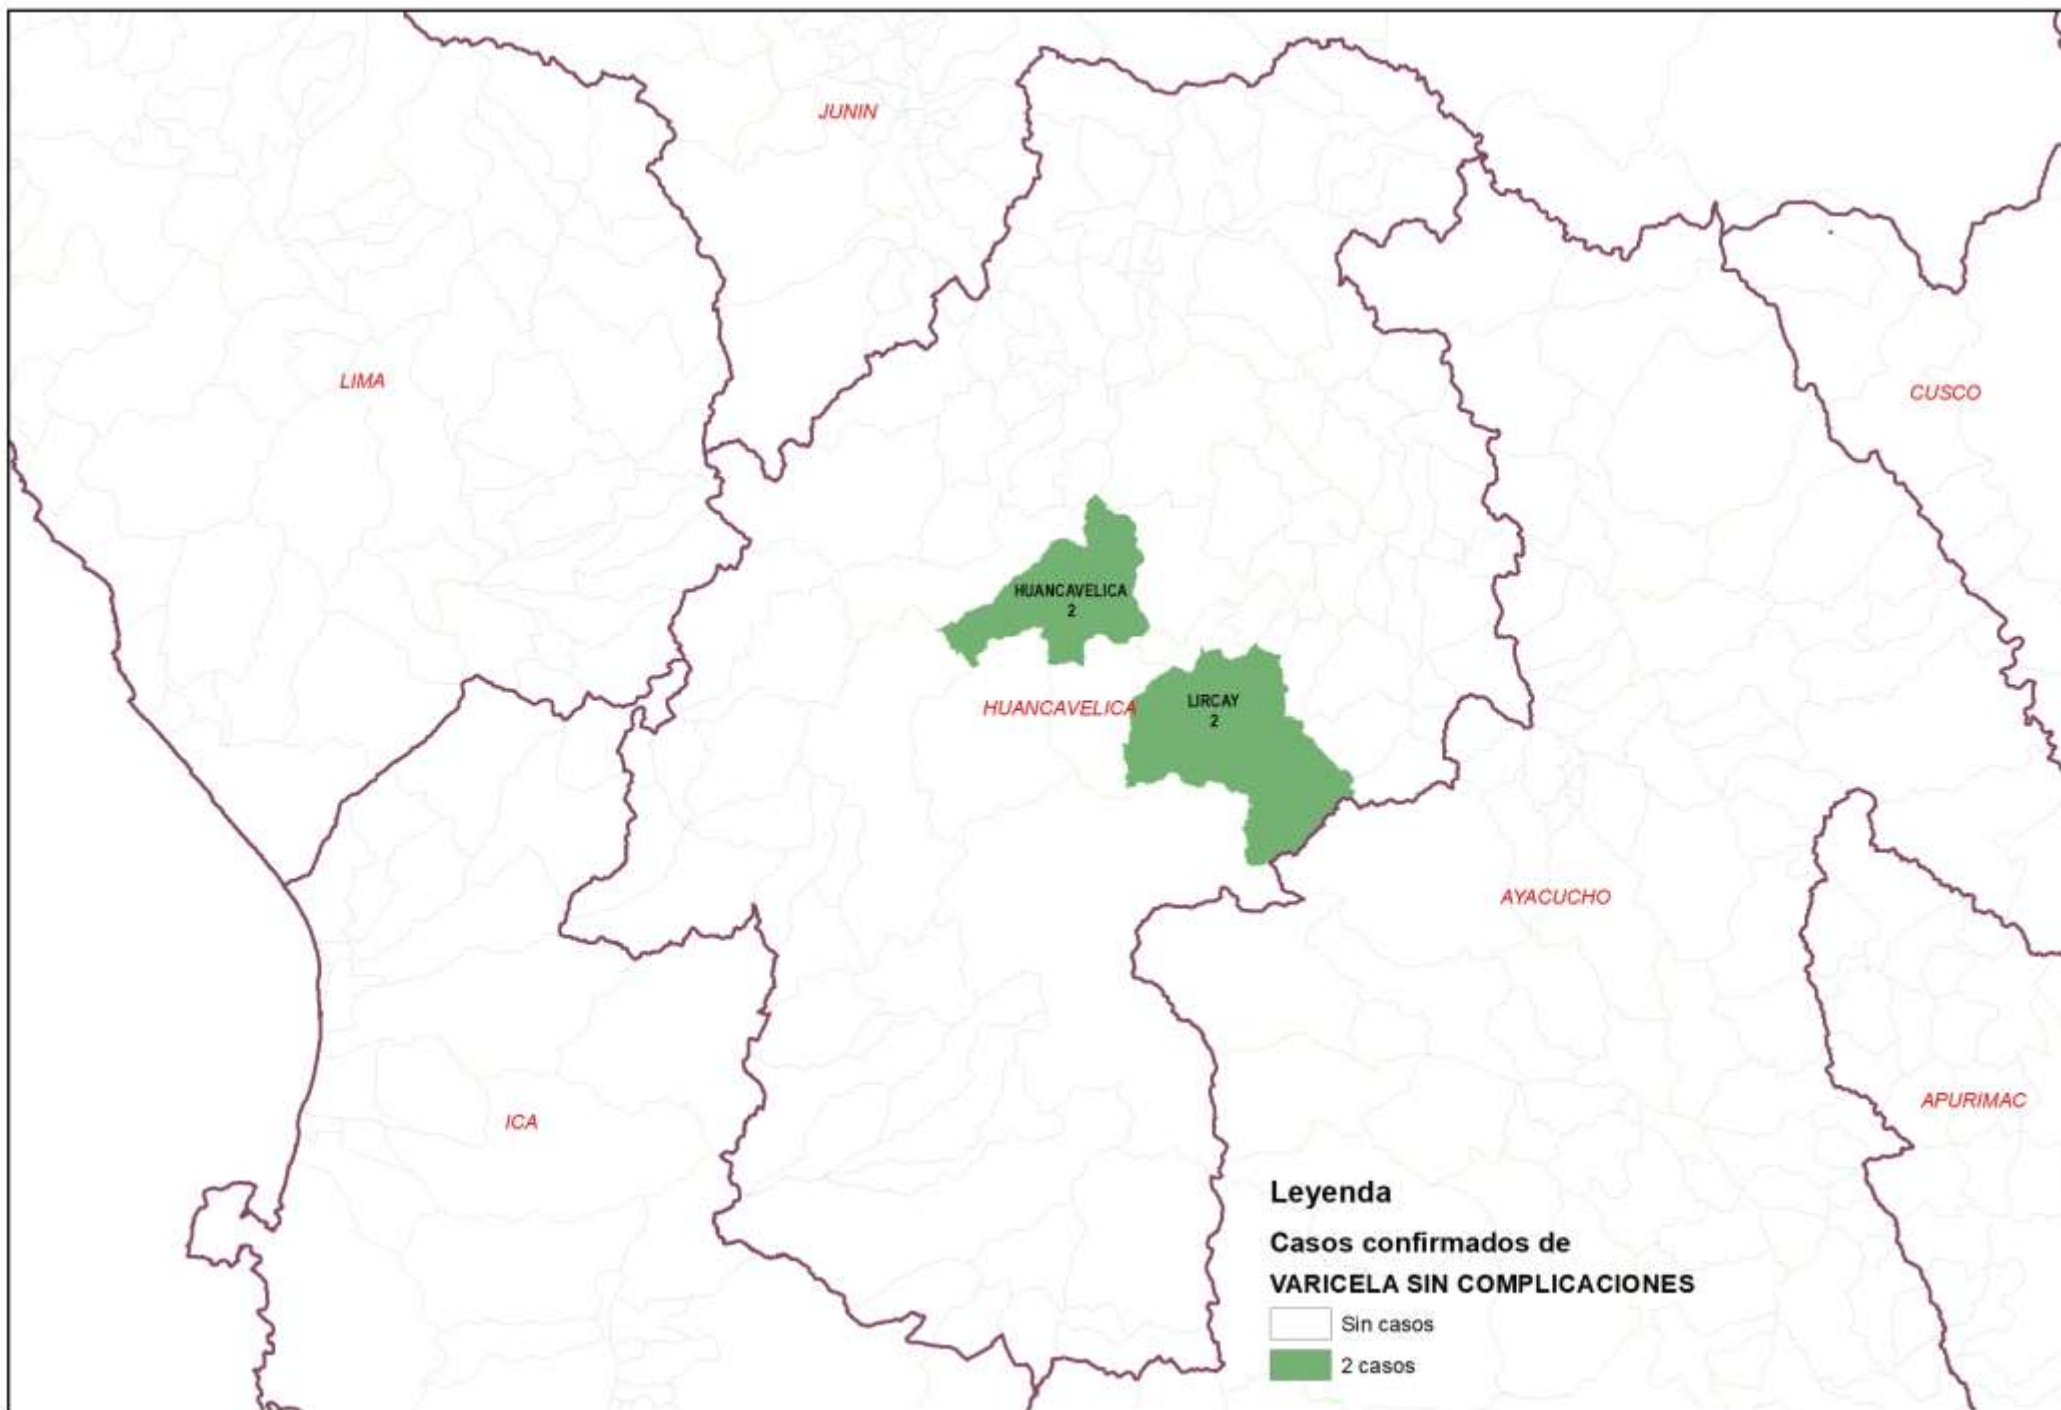 JUNIN
LIMA
CUSCO
HUANCAVELICA
2
LIRCAY
2
HUANCAVELICA
AYACUCHO
APURIMAC
ICA
Leyenda
Casos confirmados de
VARICELA SIN COMPLICACIONES
Sin casos
2 casos